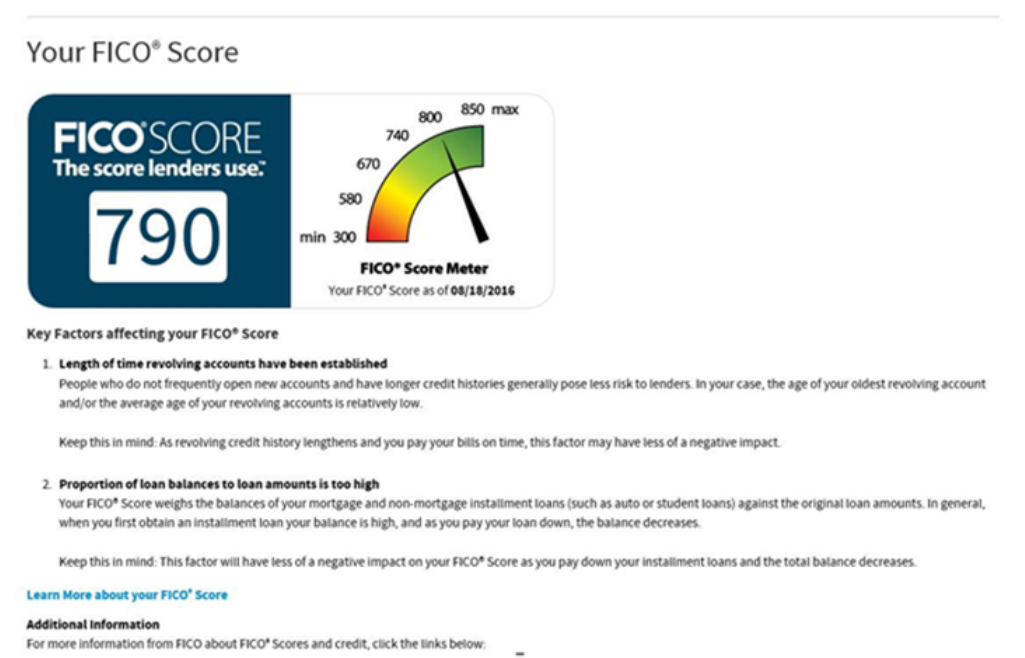 Your FICO® Score
FICO® SCORE
The score lenders use.™
790
850 max
800
740
670
580
min 300
FICO® Score Meter
Your FICO® Score as of 08/18/2016
Key Factors affecting your FICO® Score
1. Length of time revolving accounts have been established
People who do not frequently open new accounts and have longer credit histories generally pose less risk to lenders. In your case, the age of your oldest revolving account
and/or the average age of your revolving accounts is relatively low.
Keep this in mind: As revolving credit history lengthens and you pay your bills on time, this factor may have less of a negative impact.
2. Proportion of loan balances to loan amounts is too high
Your FICO® Score weighs the balances of your mortgage and non-mortgage installment loans (such as auto or student loans) against the original loan amounts. In general,
when you first obtain an installment loan your balance is high, and as you pay your loan down, the balance decreases.
Keep this in mind: This factor will have less of a negative impact on your FICO® Score as you pay down your installment loans and the total balance decreases.
Learn More about your FICO® Score
Additional Information
For more information from FICO about FICO® Scores and credit, click the links below: